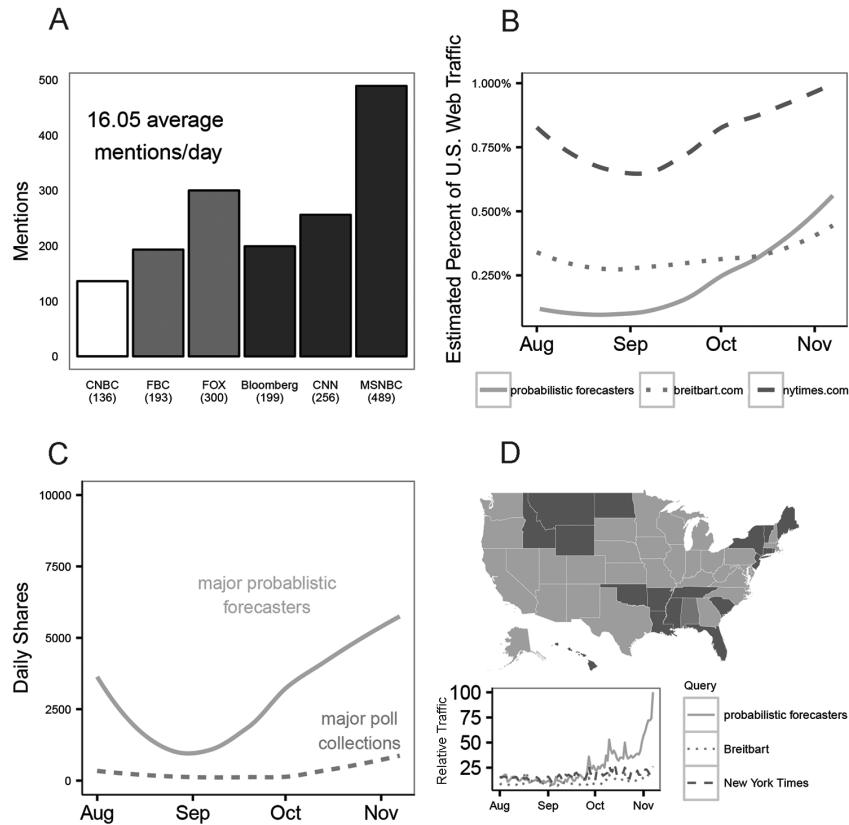 A
16.05 average
mentions/day
Mentions
500
400
300
200
100
0
CNBC
(136)
FBC
(193)
FOX
(300)
Bloomberg
(199)
CNN
(256)
MSNBC
(489)
B
Estimated Percent of U.S. Web Traffic
1.000%
0.750%
0.500%
0.250%
Aug Sep Oct Nov
probabilistic forecasters breitbart.com nytimes.com
C
Daily Shares
10000
7500
5000
2500
0
major probablistic
forecasters
major poll
collections
Aug Sep Oct Nov
D
Relative Traffic
100
75
50
25
Aug Sep Oct Nov
Query
probabilistic forecasters
Breitbart
New York Times